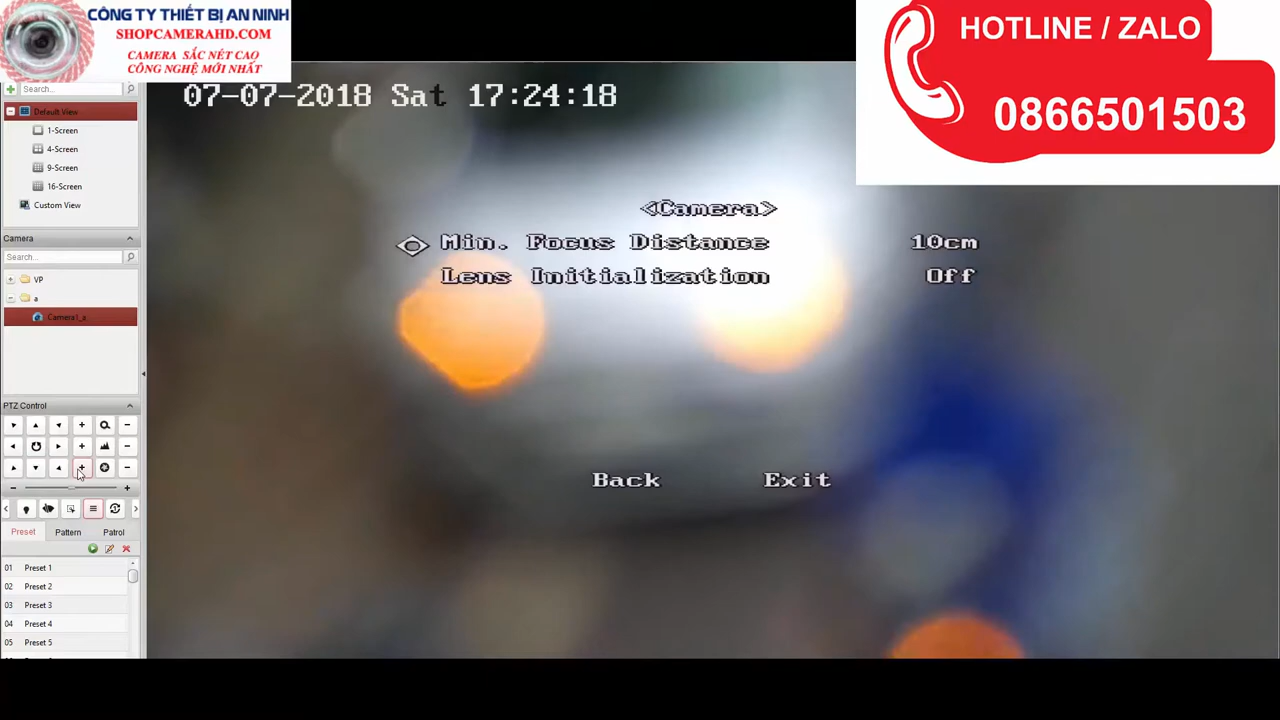 CÔNG TY THIẾT BỊ AN NINH
SHOPCAMERAHD.COM
CAMERA SẮC NÉT CAO
CÔNG NGHỆ MỚI NHẤT
HOTLINE / ZALO
0866501503
Search...
Default View
1-Screen
4-Screen
9-Screen
16-Screen
Custom View
Camera
Search...
VP
a
Camera1_a
PTZ Control
Preset Pattern Patrol
01 Preset 1
02 Preset 2
03 Preset 3
04 Preset 4
05 Preset 5
07-07-2018 Sat 17:24:18
<Camera>
Min. Focus Distance 10cm
Lens Initialization Off
Back Exit